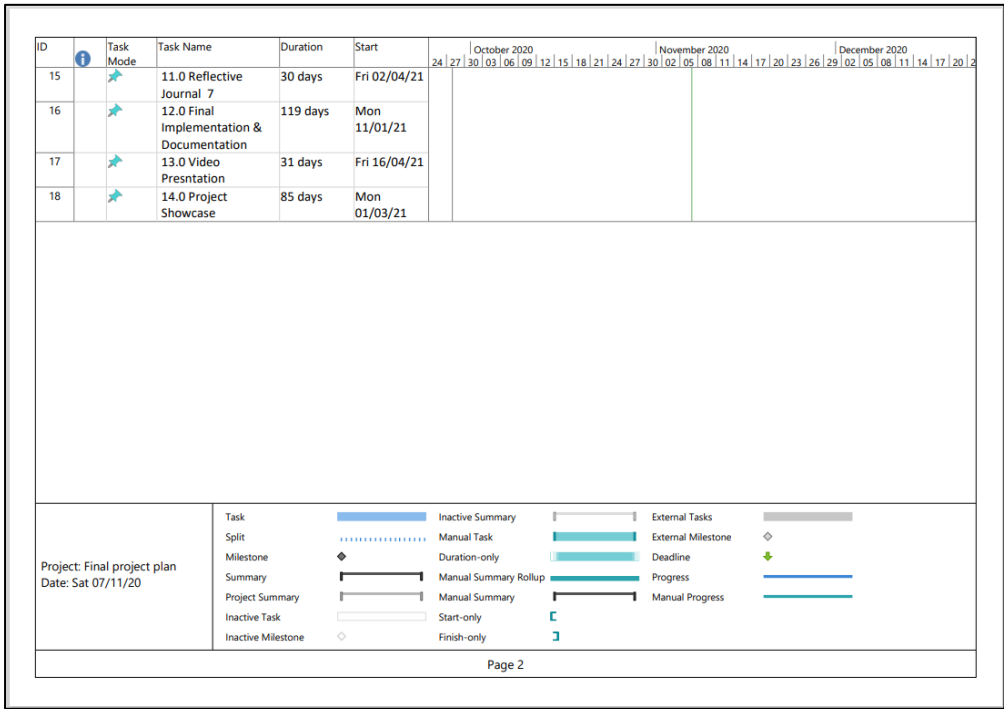 ID Task Mode Task Name Duration Start
October 2020 November 2020 December 2020
24 27 30 03 06 09 12 15 18 21 24 27 30 02 05 08 11 14 17 20 23 26 29 02 05 08 11 14 17 20 2
15 11.0 Reflective 30 days Fri 02/04/21
Journal 7
16 12.0 Final 119 days Mon
Implementation & 11/01/21
Documentation
17 13.0 Video 31 days Fri 16/04/21
Presntation
18 14.0 Project 85 days Mon
Showcase 01/03/21
Project: Final project plan
Date: Sat 07/11/20
Task Inactive Summary External Tasks
Split Manual Task External Milestone
Milestone Duration-only Deadline
Summary Manual Summary Rollup Progress
Project Summary Manual Summary Manual Progress
Inactive Task Start-only
Inactive Milestone Finish-only
Page 2